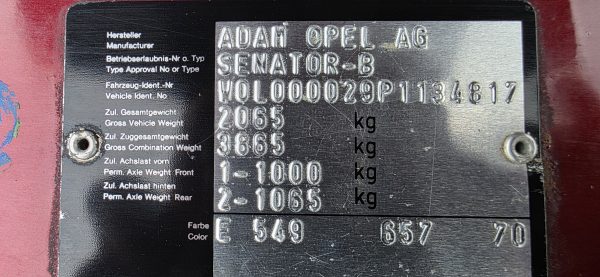 Hersteller
Manufacturer
ADAM OPEL AG
Betriebserlaubnis-Nr o. Typ
Type Approval No or Type
SENATOR-B
Fahrzeug-Ident.-Nr
Vehicle Ident. No
WOL000029P1134817
Zul. Gesamtgewicht
Gross Vehicle Weight
2065 kg
Zul. Zuggesamtgewicht
Gross Combination Weight
3865 kg
Zul. Achslast vorn
Perm. Axle Weight Front
1-1000 kg
Zul. Achslast hinten
Perm. Axle Weight Rear
2-1065 kg
Farbe
Color
E 549 657 70